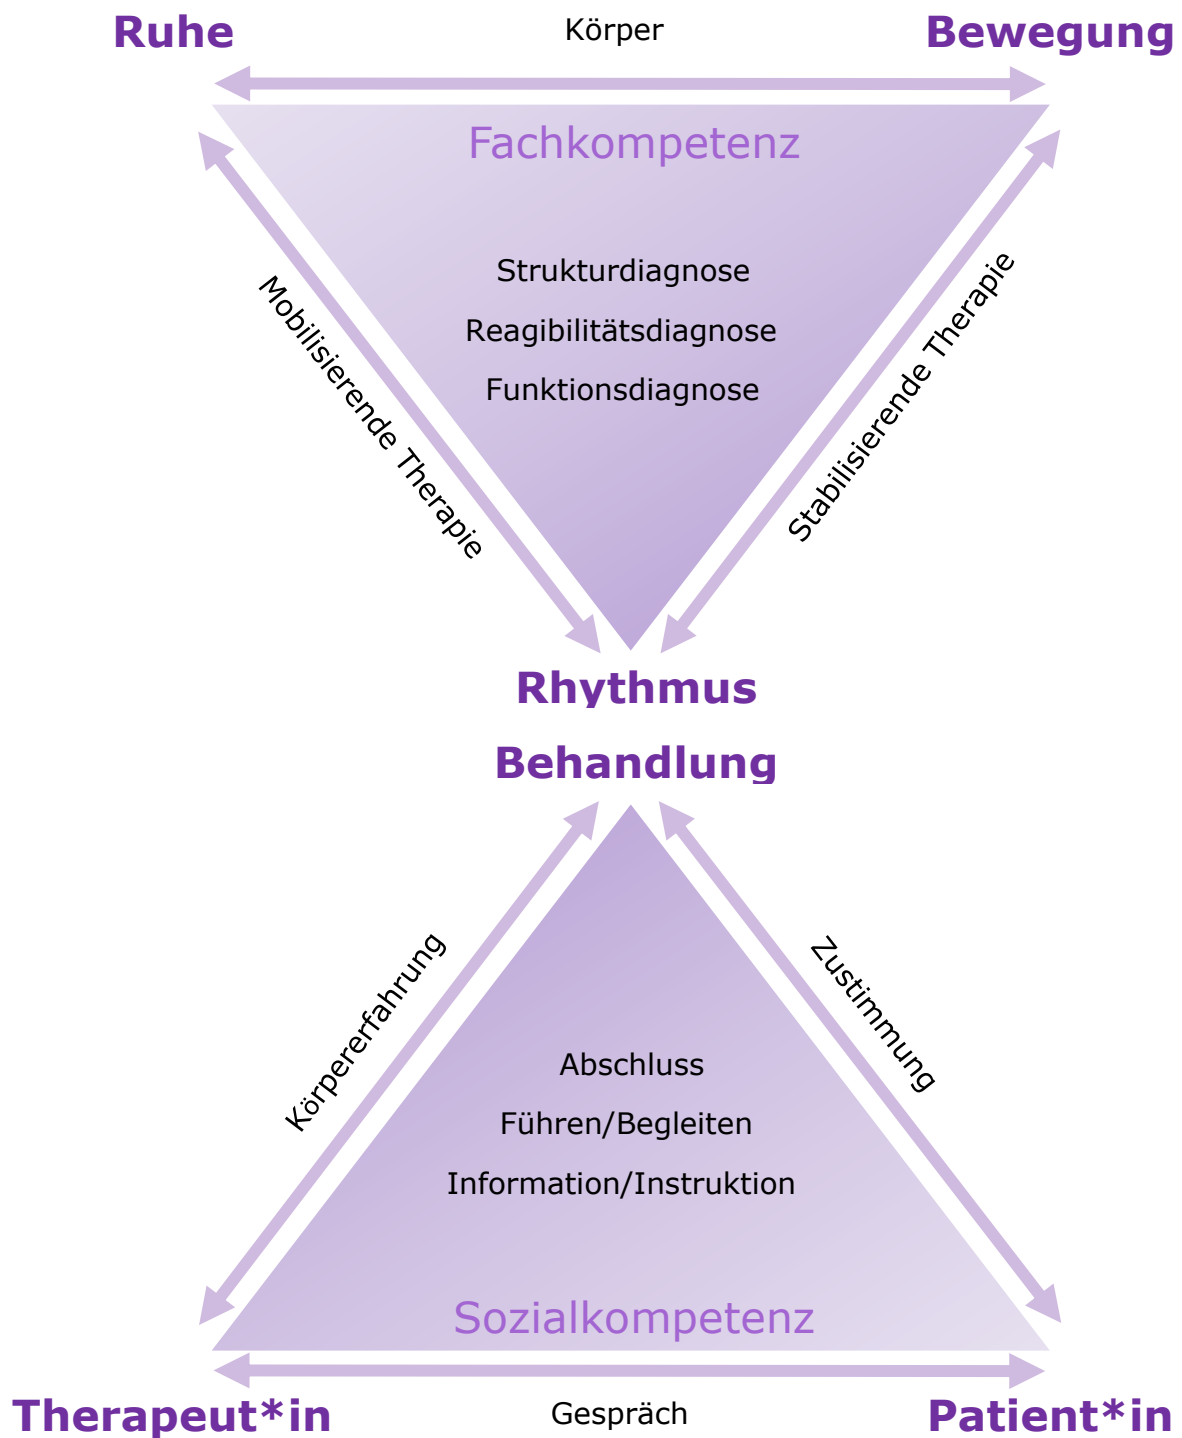 Ruhe
Körper
Bewegung
Fachkompetenz
Strukturdiagnose
Reagibilitätsdiagnose
Funktionsdiagnose
Mobilisierende Therapie
Stabilisierende Therapie
Rhythmus
Behandlung
Körpererfahrung
Zustimmung
Abschluss
Führen/Begleiten
Information/Instruktion
Sozialkompetenz
Therapeut*in
Gespräch
Patient*in